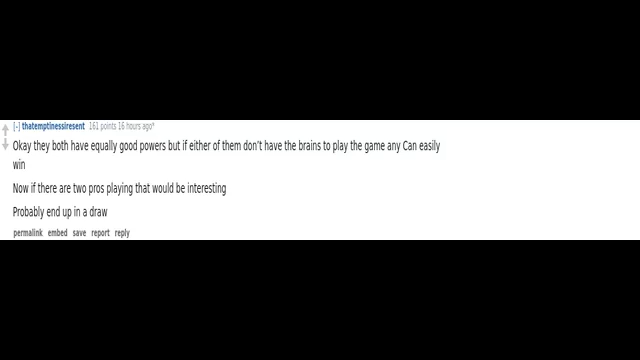 [-] thatemptinessiresent 161 points 16 hours ago*
Okay they both have equally good powers but if either of them don't have the brains to play the game any Can easily
win
Now if there are two pros playing that would be interesting
Probably end up in a draw
permalink embed save report reply